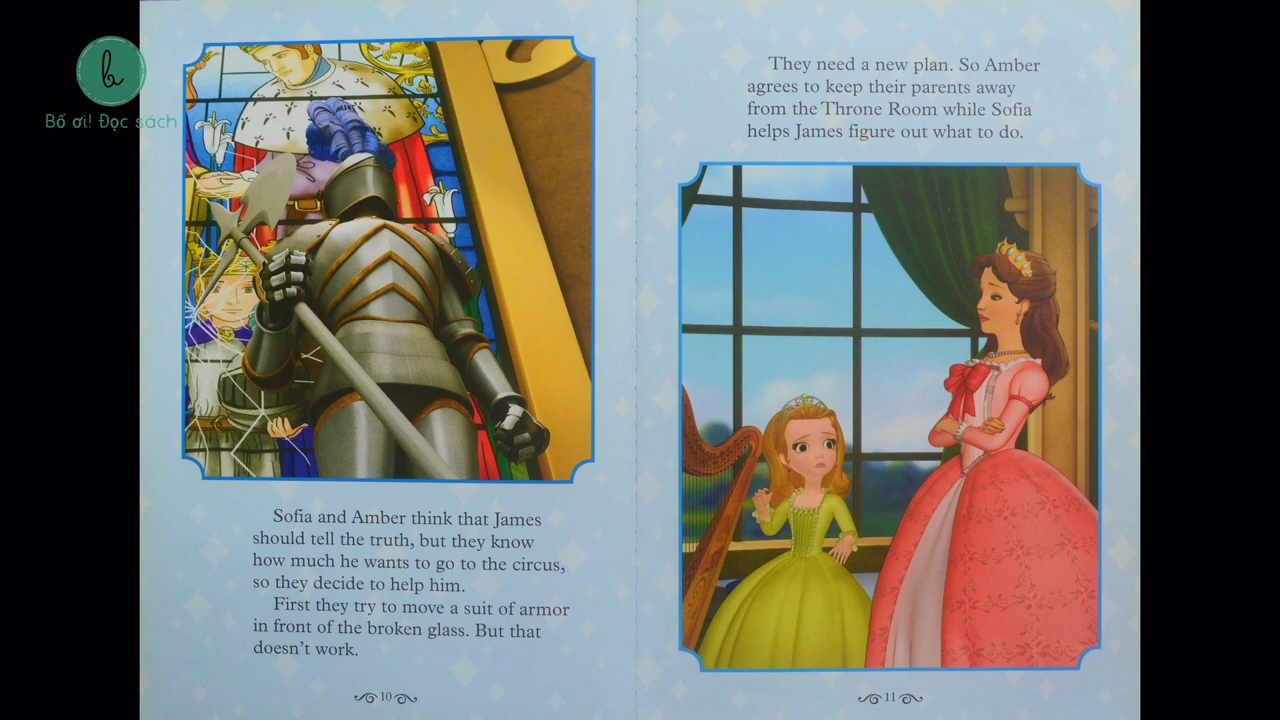 b
Bố ơi! Đọc sách
Sofia and Amber think that James
should tell the truth, but they know
how much he wants to go to the circus,
so they decide to help him.
First they try to move a suit of armor
in front of the broken glass. But that
doesn't work.
10
They need a new plan. So Amber
agrees to keep their parents away
from the Throne Room while Sofia
helps James figure out what to do.
11